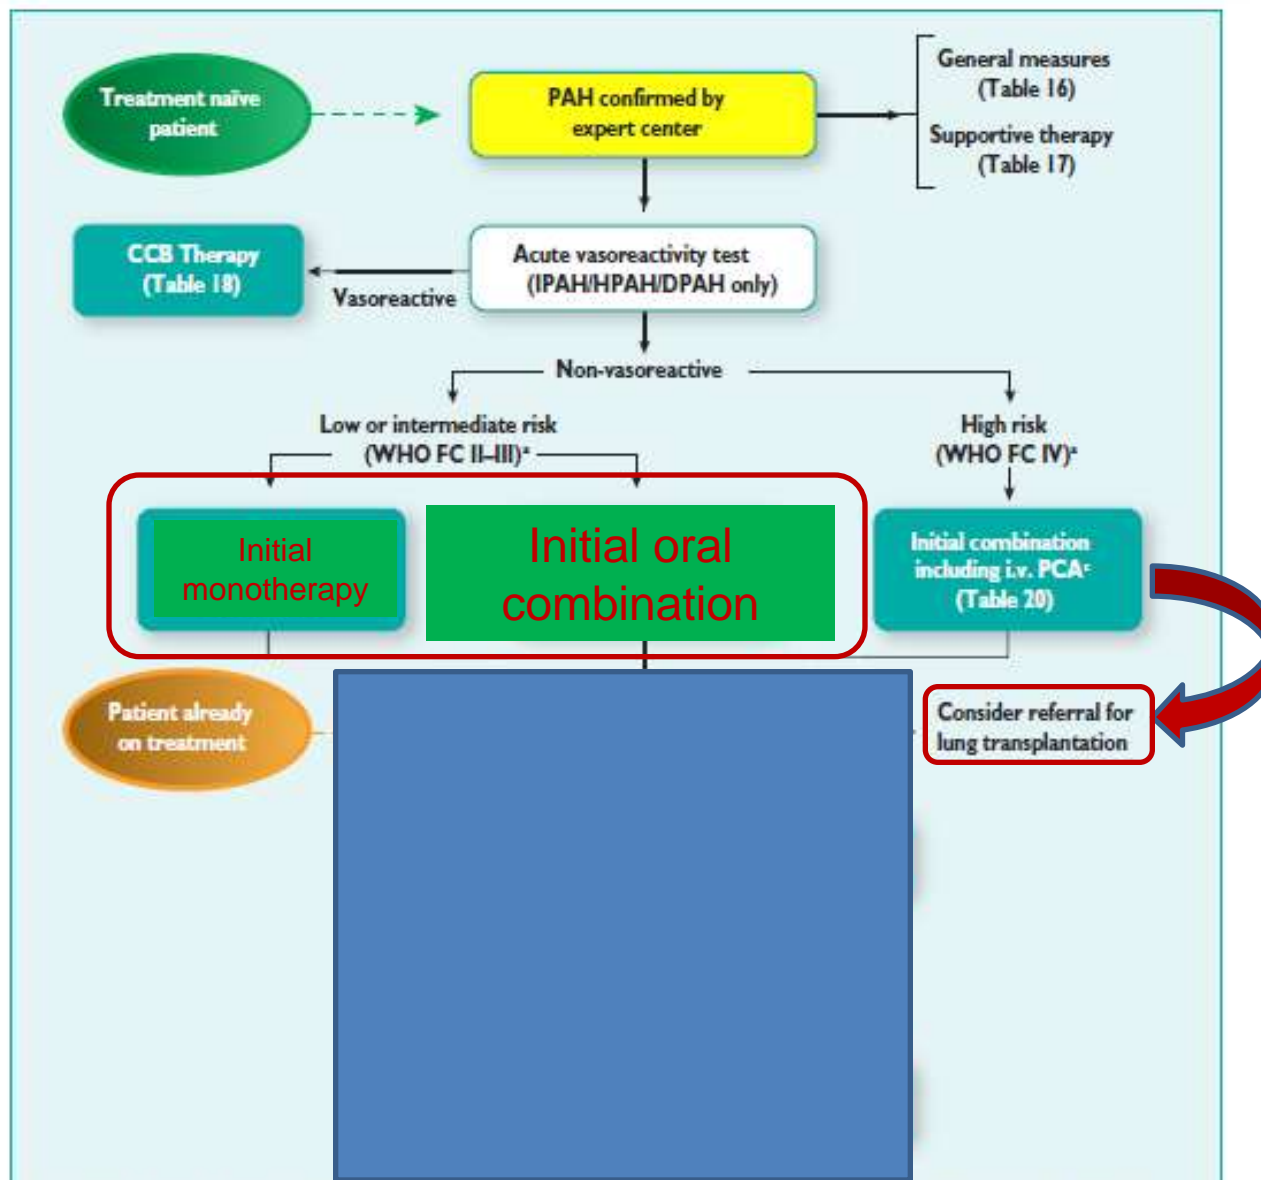 Treatment naïve
patient
PAH confirmed by
expert center
General measures
(Table 16)
Supportive therapy
(Table 17)
CCB Therapy
(Table 18)
Vasoreactive
Acute vasoreactivity test
(IPAH/HPAH/DPAH only)
Non-vasoreactive
Low or intermediate risk
(WHO FC II–III)ᵃ
High risk
(WHO FC IV)ᵃ
Initial
monotherapy
Initial oral
combination
Initial combination
including i.v. PCAᶜ
(Table 20)
Patient already
on treatment
Consider referral for
lung transplantation